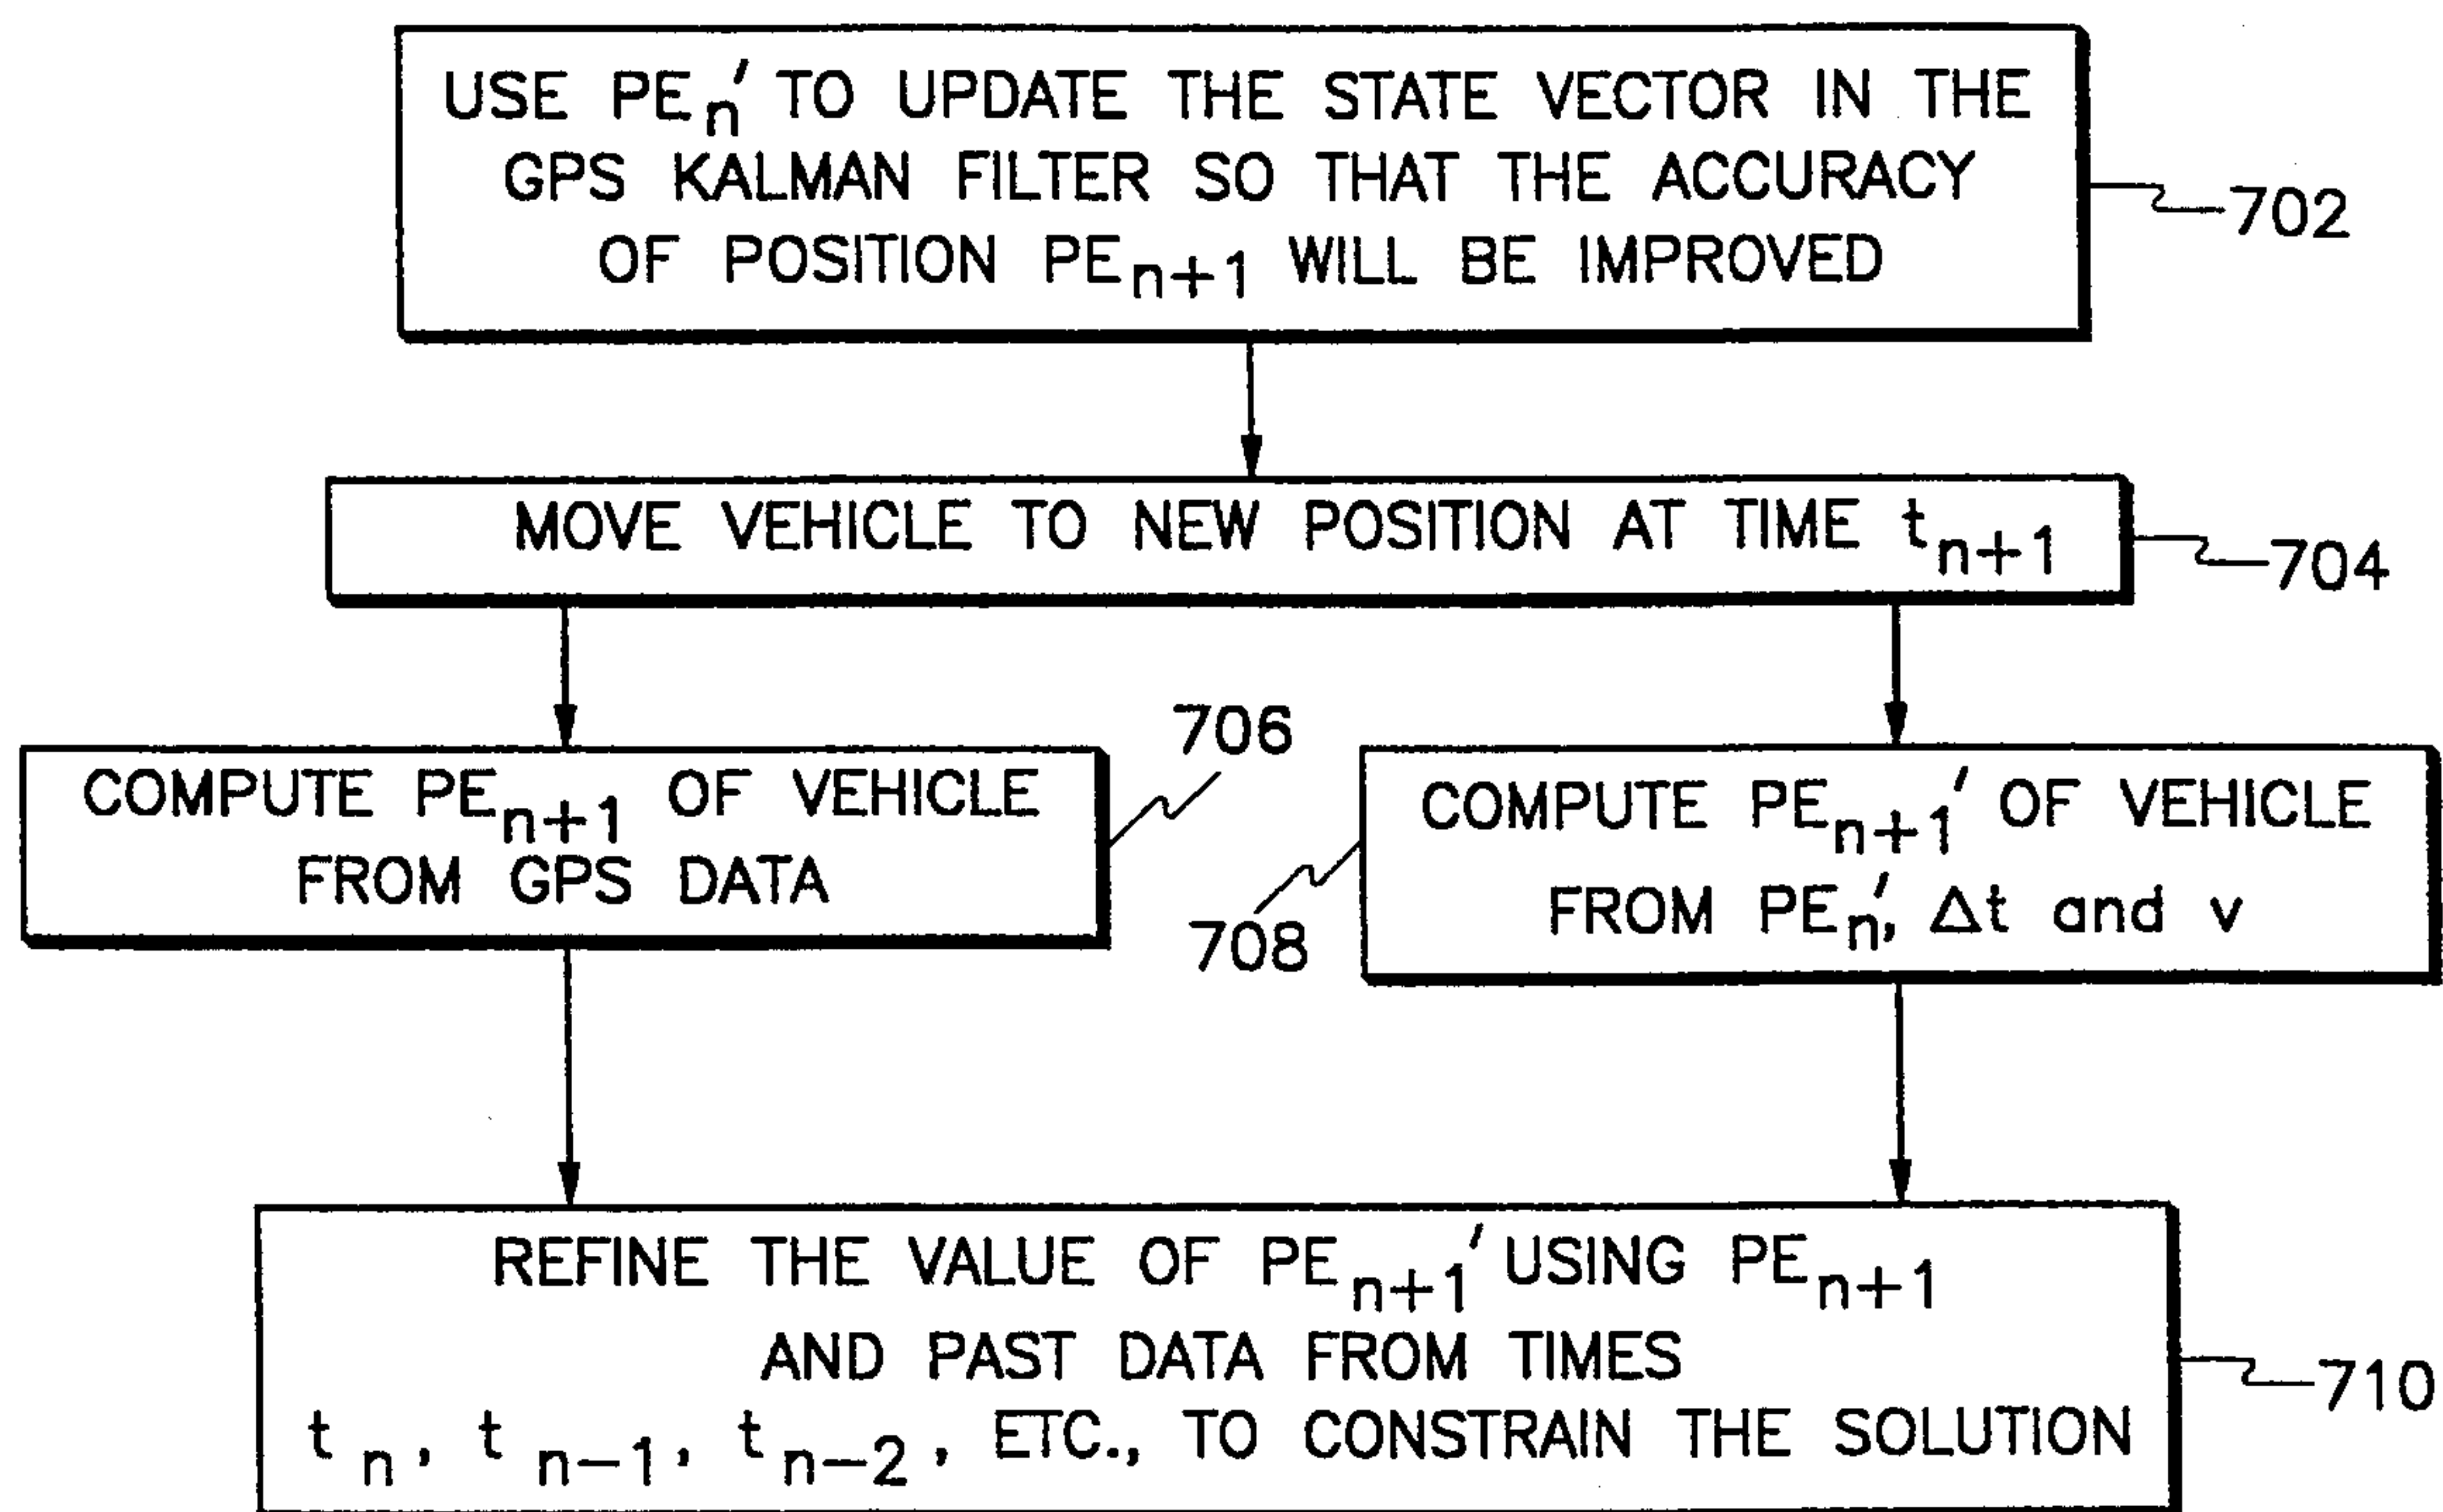 USE PEₙ′ TO UPDATE THE STATE VECTOR IN THE
GPS KALMAN FILTER SO THAT THE ACCURACY
OF POSITION PEₙ₊₁ WILL BE IMPROVED
702
MOVE VEHICLE TO NEW POSITION AT TIME tₙ₊₁
704
COMPUTE PEₙ₊₁ OF VEHICLE
FROM GPS DATA
706
COMPUTE PEₙ₊₁′ OF VEHICLE
FROM PEₙ′, Δt and v
708
REFINE THE VALUE OF PEₙ₊₁′ USING PEₙ₊₁
AND PAST DATA FROM TIMES
tₙ, tₙ₋₁, tₙ₋₂, ETC., TO CONSTRAIN THE SOLUTION
710